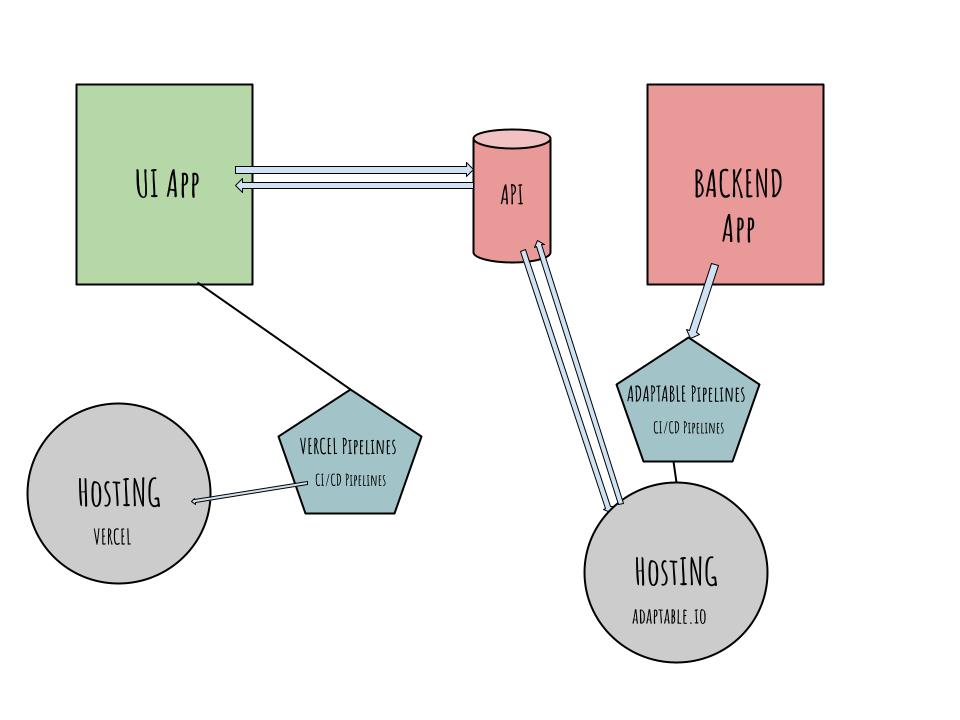 UI App
API
BACKEND
App
ADAPTABLE Pipelines
CI/CD Pipelines
VERCEL Pipelines
CI/CD Pipelines
HostING
VERCEL
HostING
ADAPTABLE.IO